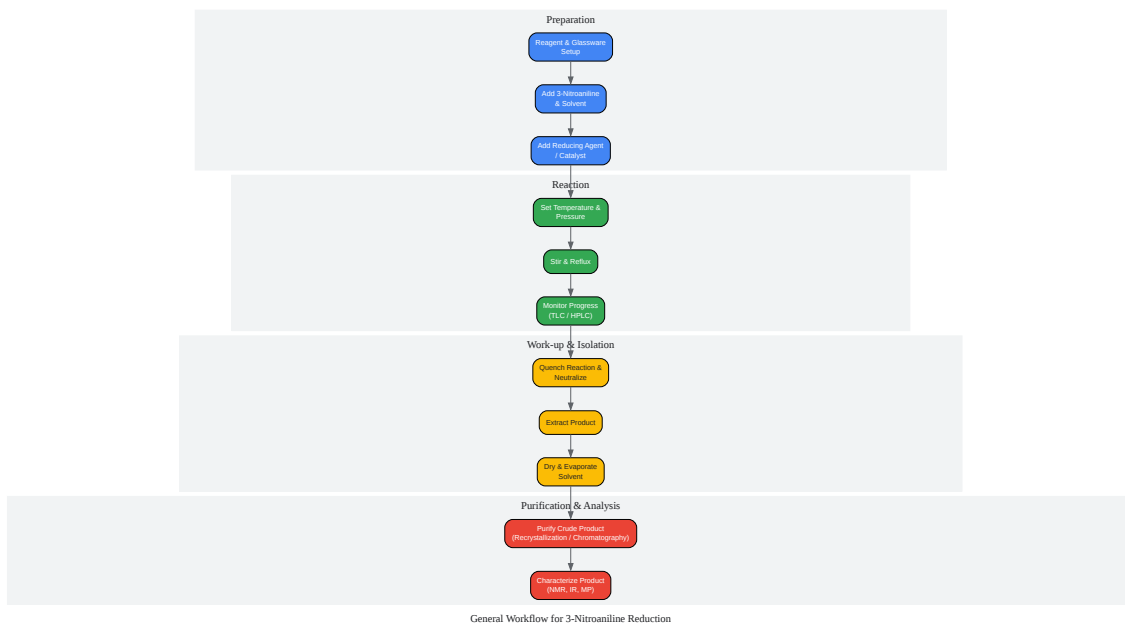 Preparation
Reagent & Glassware
Setup
Add 3-Nitroaniline
& Solvent
Add Reducing Agent
/ Catalyst
Reaction
Set Temperature &
Pressure
Stir & Reflux
Monitor Progress
(TLC / HPLC)
Work-up & Isolation
Quench Reaction &
Neutralize
Extract Product
Dry & Evaporate
Solvent
Purification & Analysis
Purify Crude Product
(Recrystallization / Chromatography)
Characterize Product
(NMR, IR, MP)
General Workflow for 3-Nitroaniline Reduction